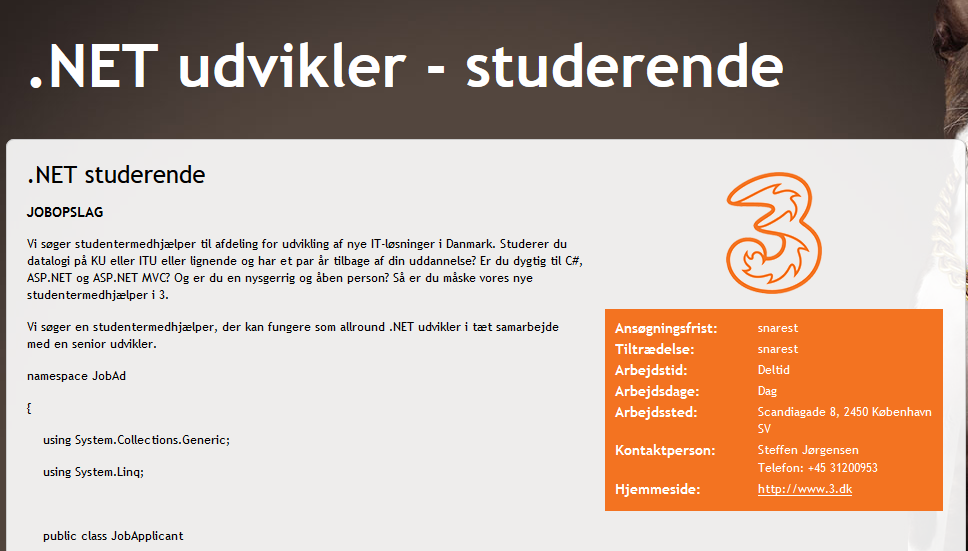 .NET udvikler - studerende
.NET studerende
JOBOPSLAG
Vi søger studentermedhjælper til afdeling for udvikling af nye IT-løsninger i Danmark. Studerer du
datalogi på KU eller ITU eller lignende og har et par år tilbage af din uddannelse? Er du dygtig til C#,
ASP.NET og ASP.NET MVC? Og er du en nysgerrig og åben person? Så er du måske vores nye
studentermedhjælper i 3.
Vi søger en studentermedhjælper, der kan fungere som allround .NET udvikler i tæt samarbejde
med en senior udvikler.
namespace JobAd
{
using System.Collections.Generic;
using System.Linq;
public class JobApplicant
3
Ansøgningsfrist: snarest
Tiltrædelse: snarest
Arbejdstid: Deltid
Arbejdsdage: Dag
Arbejdssted: Scandiagade 8, 2450 København
SV
Kontaktperson: Steffen Jørgensen
Telefon: +45 31200953
Hjemmeside: http://www.3.dk